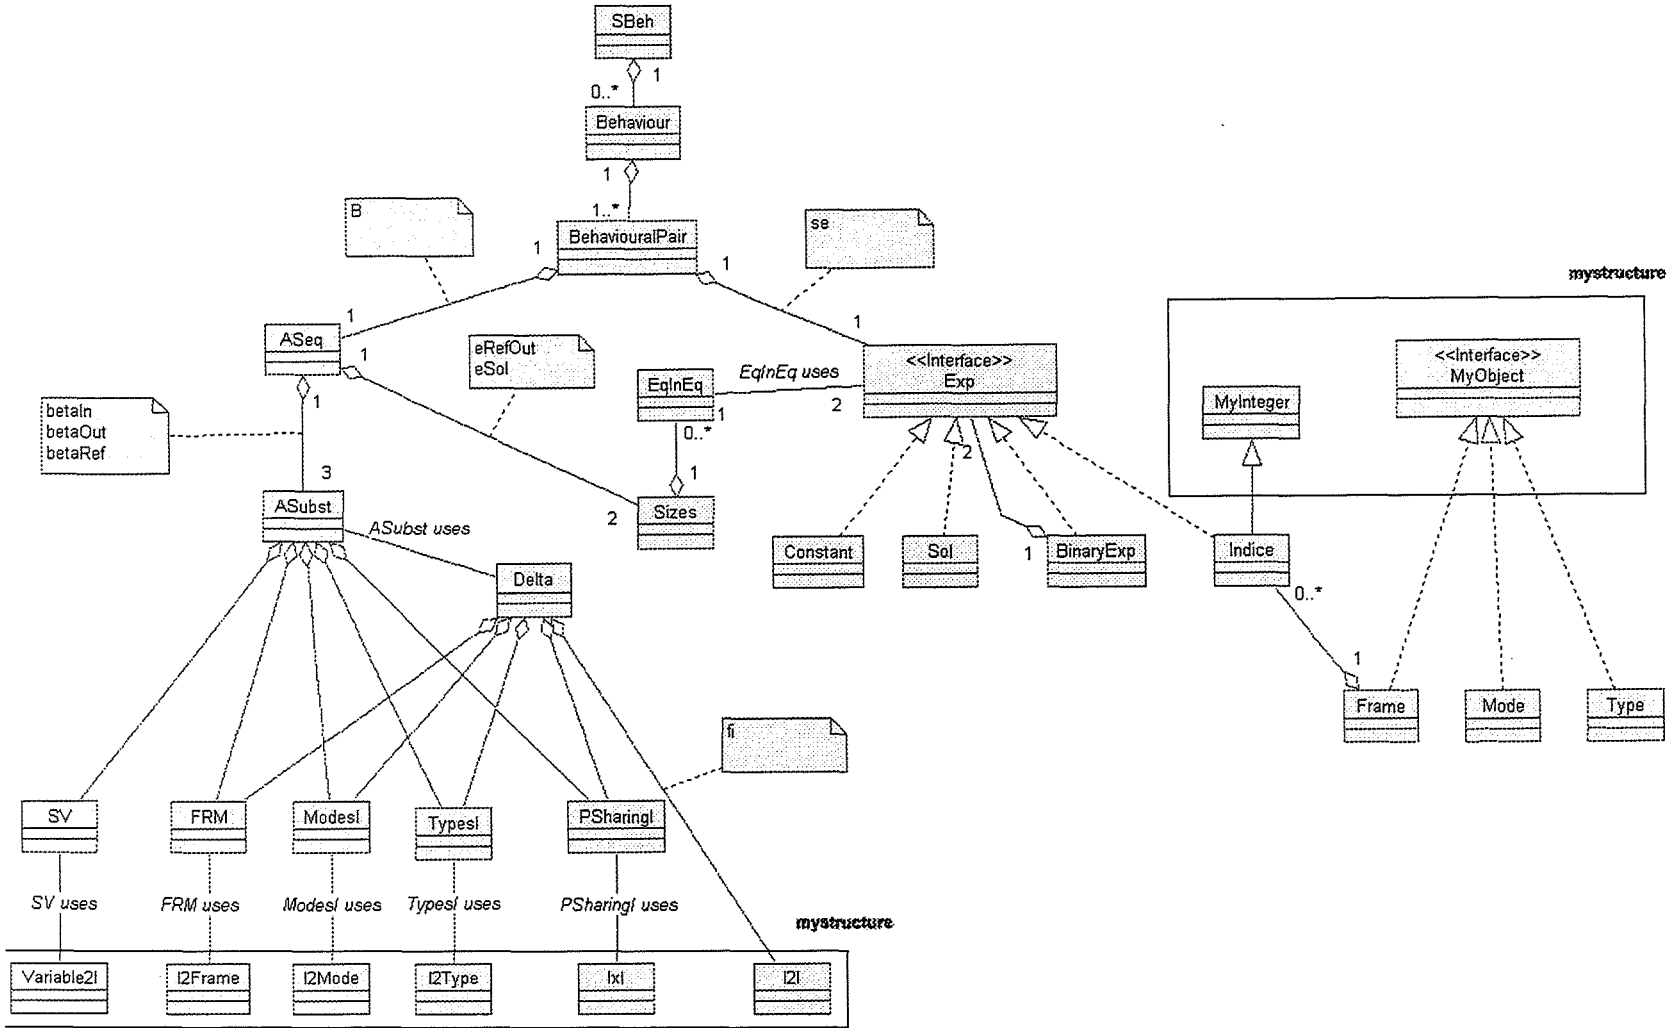 SBeh
1
0..*
Behaviour
1
1..*
B
se
BehaviouralPair
1
1
mystructure
1
1
ASeq
1
eRefOut
eSol
EqInEq
EqInEq uses
<<Interface>>
Exp
<<Interface>>
MyObject
MyInteger
1
2
betaIn
betaOut
betaRef
1
0..*
2
1
3
ASubst
2
Sizes
ASubst uses
Constant
Sol
1
BinaryExp
Indice
0..*
Delta
1
Frame
Mode
Type
fi
SV
FRM
ModesI
TypesI
PSharingI
SV uses
FRM uses
ModesI uses
TypesI uses
PSharingI uses
mystructure
Variable2I
I2Frame
I2Mode
I2Type
IxI
I2I